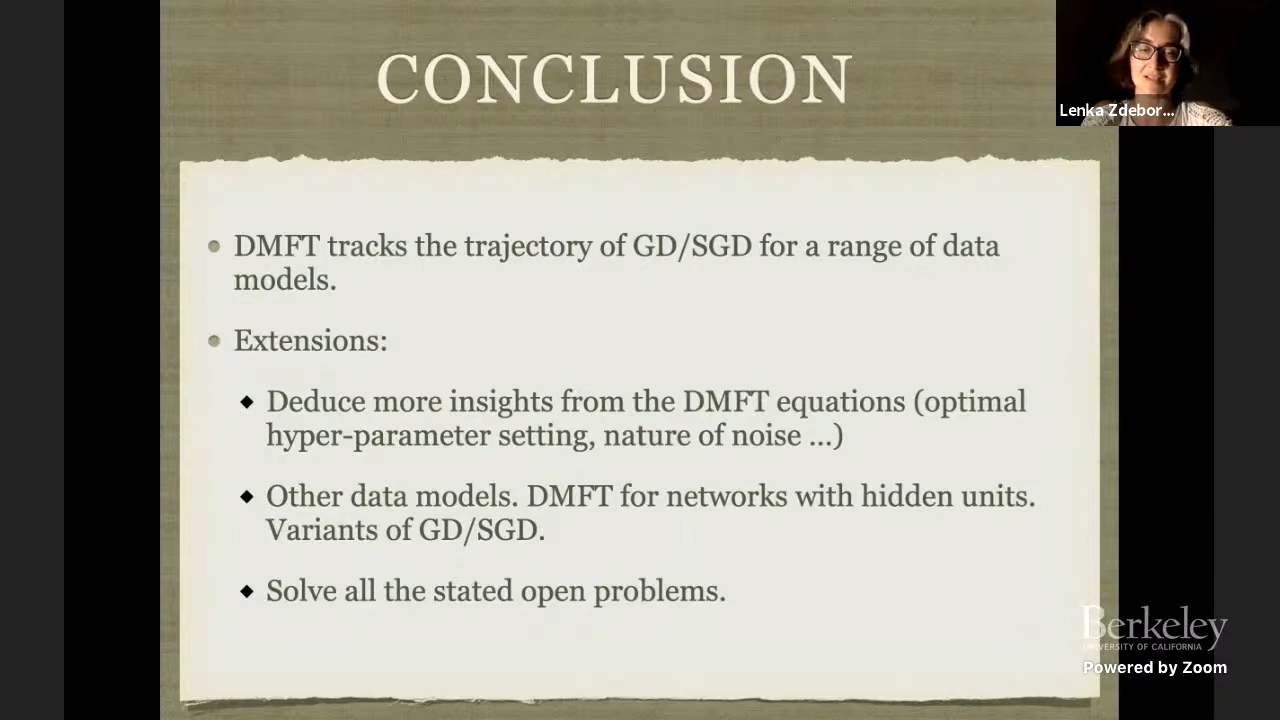 CONCLUSION
Lenka Zdebor...
DMFT tracks the trajectory of GD/SGD for a range of data
models.
Extensions:
Deduce more insights from the DMFT equations (optimal
hyper-parameter setting, nature of noise ...)
Other data models. DMFT for networks with hidden units.
Variants of GD/SGD.
Solve all the stated open problems.
Berkeley
UNIVERSITY OF CALIFORNIA
Powered by Zoom